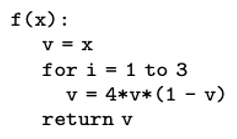 f(x):
    v = x
    for i = 1 to 3
      v = 4*v*(1 - v)
    return v